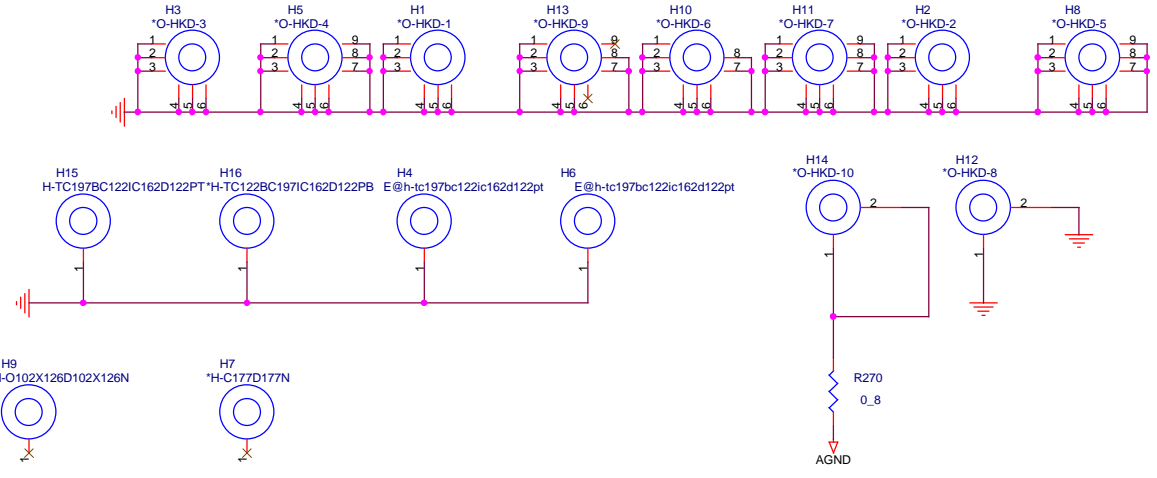 H3 H5 H1 H13 H10 H11 H2 H8
*O-HKD-3 *O-HKD-4 *O-HKD-1 *O-HKD-9 *O-HKD-6 *O-HKD-7 *O-HKD-2 *O-HKD-5
1 1 9 1 1 9 1 1 9 1 1 9
2 2 8 2 2 8 2 8 2 8 2 2 8
3 3 7 3 3 7 3 7 3 7 3 3 7
4 5 6 4 5 6 4 5 6 4 5 6 4 5 6 4 5 6 4 5 6 4 5 6
H15 H16 H4 H6 H14 H12
H-TC197BC122IC162D122PT *H-TC122BC197IC162D122PB E@h-tc197bc122ic162d122pt E@h-tc197bc122ic162d122pt *O-HKD-10 *O-HKD-8
2 2
1 1 1 1 1 1
H9 H7
H-O102X126D102X126N *H-C177D177N
R270
0_8
1 1
AGND